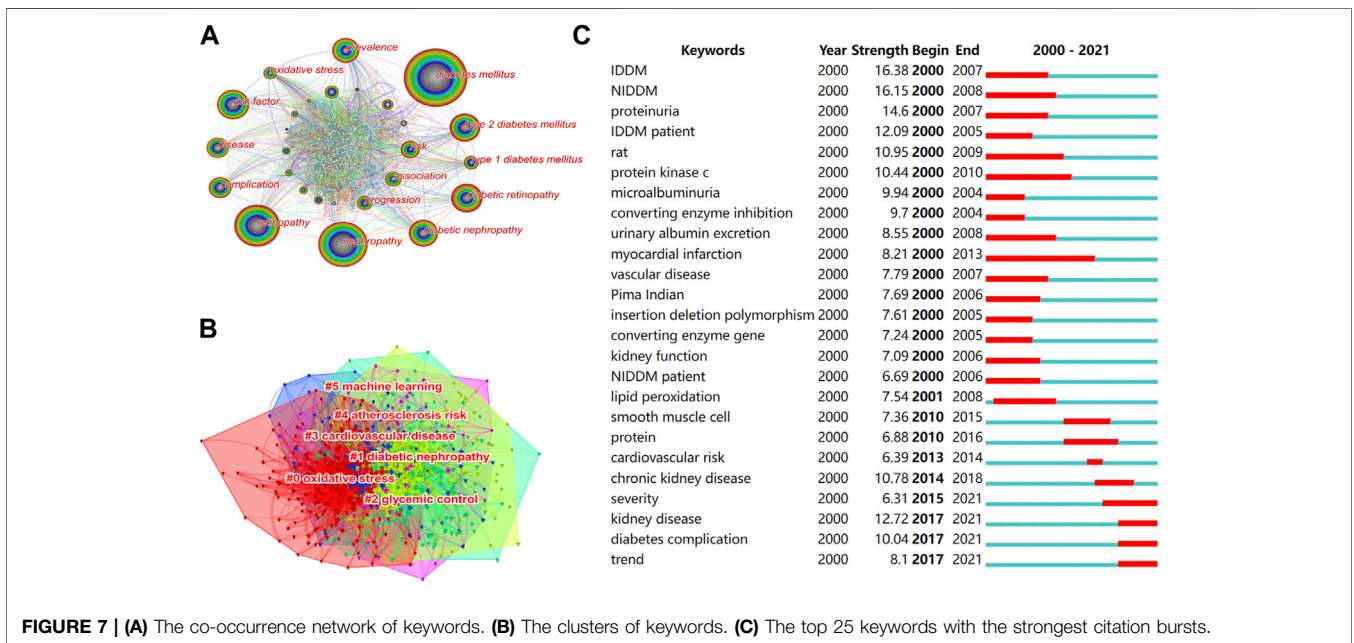 A
prevalence
oxidative stress
diabetes mellitus
risk factor
type 2 diabetes mellitus
disease
risk
type 1 diabetes mellitus
complication
association
diabetic retinopathy
progression
retinopathy
diabetic nephropathy
nephropathy
B
#5 machine learning
#4 atherosclerosis risk
#3 cardiovascular disease
#1 diabetic nephropathy
#0 oxidative stress
#2 glycemic control
C
Keywords Year Strength Begin End 2000 - 2021
IDDM 2000 16.38 2000 2007
NIDDM 2000 16.15 2000 2008
proteinuria 2000 14.6 2000 2007
IDDM patient 2000 12.09 2000 2005
rat 2000 10.95 2000 2009
protein kinase c 2000 10.44 2000 2010
microalbuminuria 2000 9.94 2000 2004
converting enzyme inhibition 2000 9.7 2000 2004
urinary albumin excretion 2000 8.55 2000 2008
myocardial infarction 2000 8.21 2000 2013
vascular disease 2000 7.79 2000 2007
Pima Indian 2000 7.69 2000 2006
insertion deletion polymorphism 2000 7.61 2000 2005
converting enzyme gene 2000 7.24 2000 2005
kidney function 2000 7.09 2000 2006
NIDDM patient 2000 6.69 2000 2006
lipid peroxidation 2000 7.54 2001 2008
smooth muscle cell 2000 7.36 2010 2015
protein 2000 6.88 2010 2016
cardiovascular risk 2000 6.39 2013 2014
chronic kidney disease 2000 10.78 2014 2018
severity 2000 6.31 2015 2021
kidney disease 2000 12.72 2017 2021
diabetes complication 2000 10.04 2017 2021
trend 2000 8.1 2017 2021
FIGURE 7 | (A) The co-occurrence network of keywords. (B) The clusters of keywords. (C) The top 25 keywords with the strongest citation bursts.